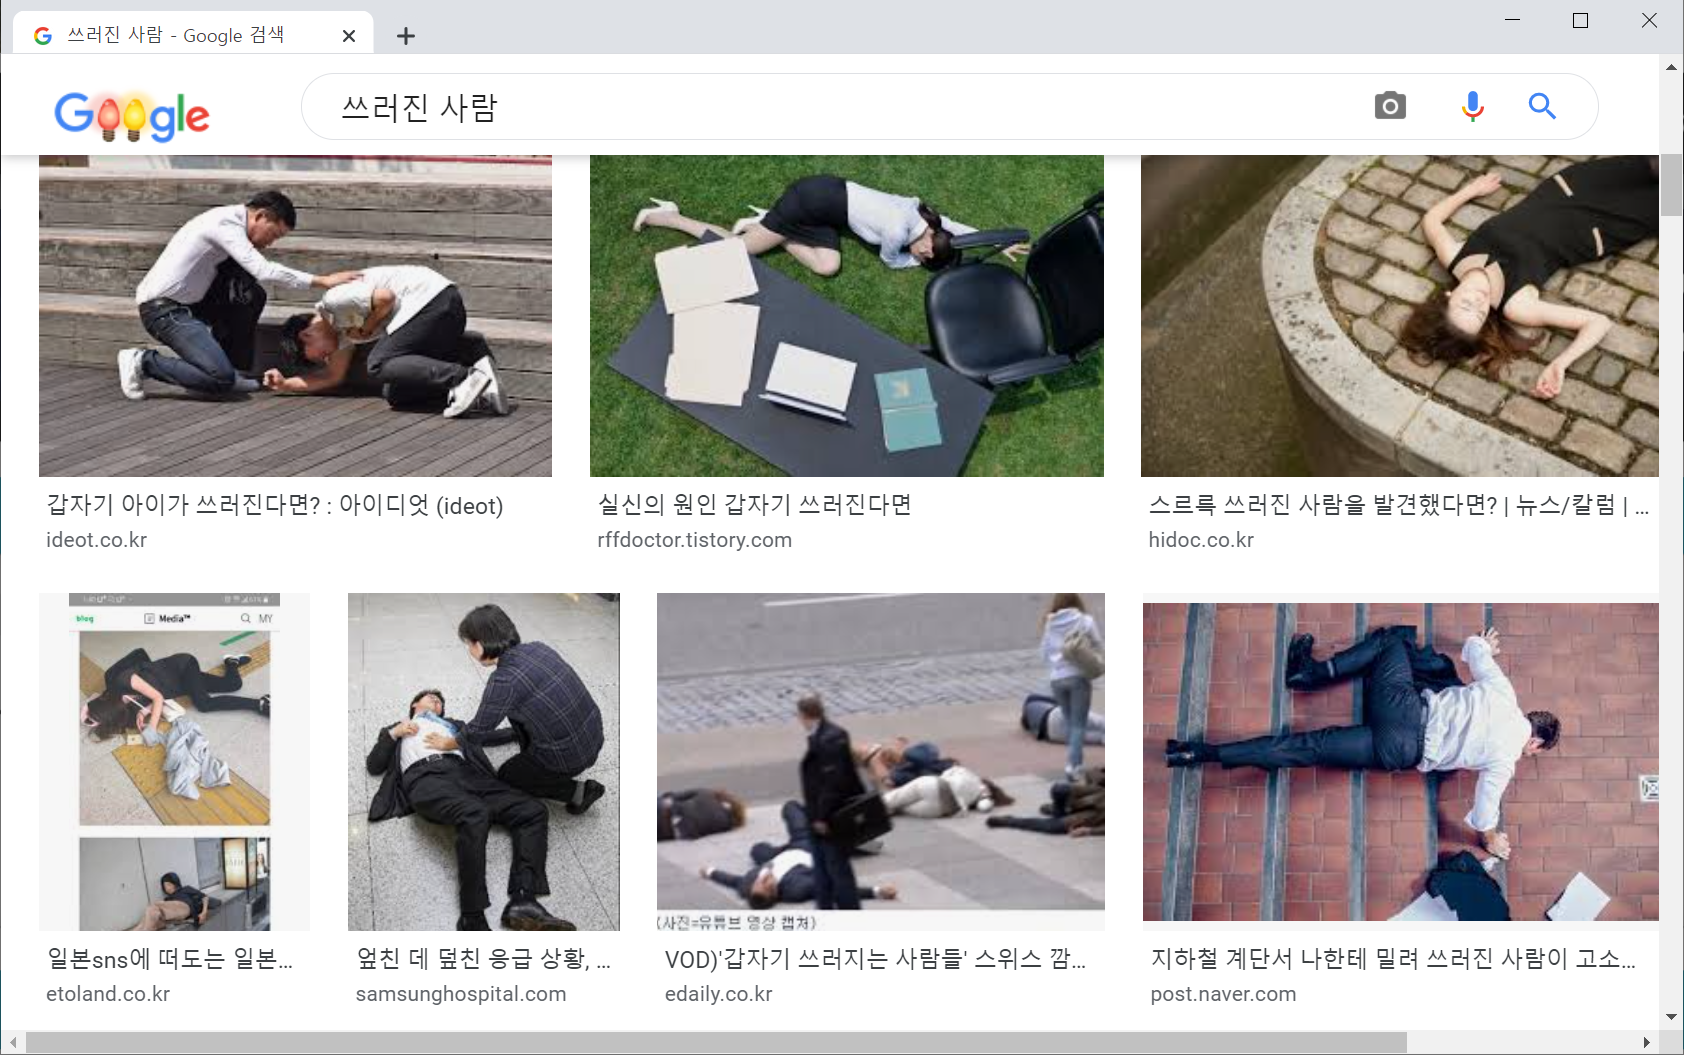 쓰러진 사람 - Google 검색
Google
쓰러진 사람
갑자기 아이가 쓰러진다면? : 아이디엇 (ideot)
ideot.co.kr
실신의 원인 갑자기 쓰러진다면
rffdoctor.tistory.com
스르륵 쓰러진 사람을 발견했다면? | 뉴스/칼럼 | ...
hidoc.co.kr
blog
Media™
MY
(사진=유튜브 영상 캡처)
일본sns에 떠도는 일본...
etoland.co.kr
엎친 데 덮친 응급 상황, ...
samsunghospital.com
VOD)'갑자기 쓰러지는 사람들' 스위스 깜...
edaily.co.kr
지하철 계단서 나한테 밀려 쓰러진 사람이 고소...
post.naver.com